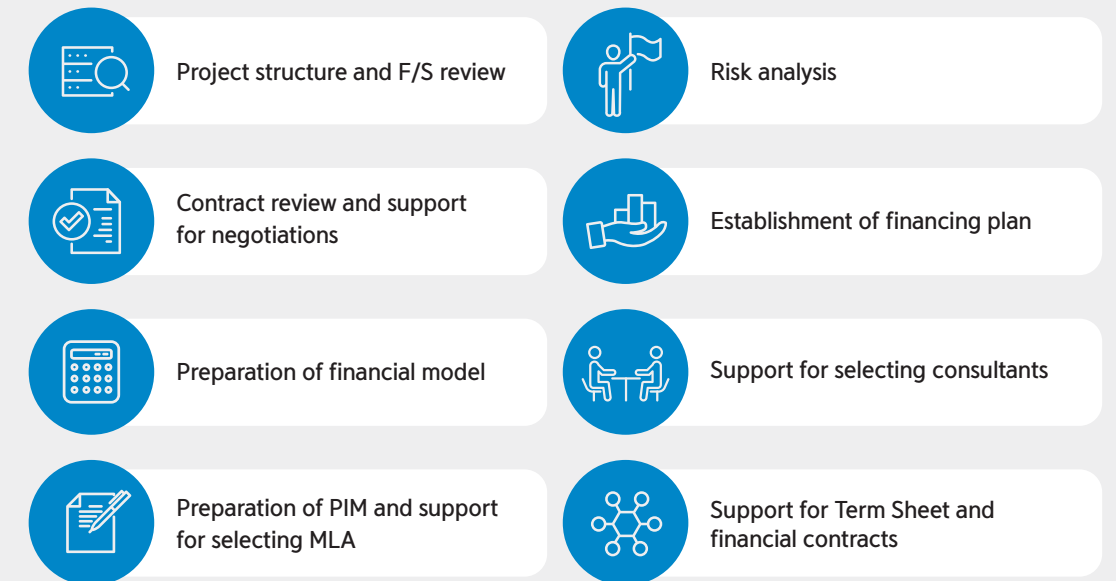 Project structure and F/S review
Risk analysis
Contract review and support
for negotiations
Establishment of financing plan
Preparation of financial model
Support for selecting consultants
Preparation of PIM and support
for selecting MLA
Support for Term Sheet and
financial contracts